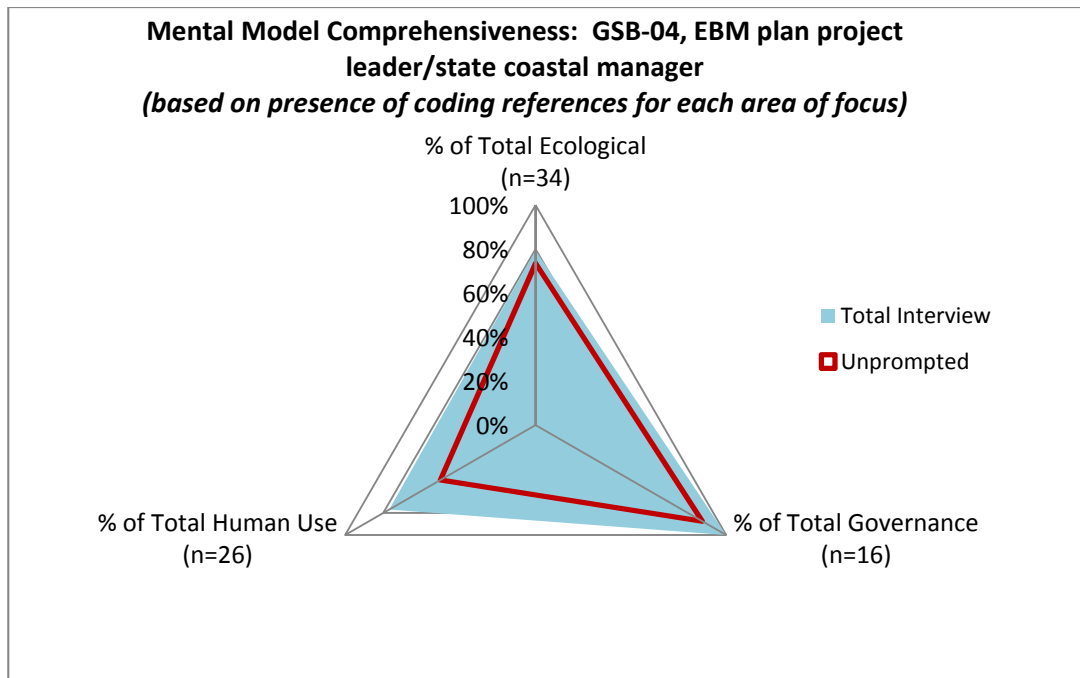 Mental Model Comprehensiveness:  GSB-04, EBM plan project
leader/state coastal manager
(based on presence of coding references for each area of focus)
% of Total Ecological
(n=34)
100%
80%
60%
40%
20%
0%
Total Interview
Unprompted
% of Total Human Use
(n=26)
% of Total Governance
(n=16)